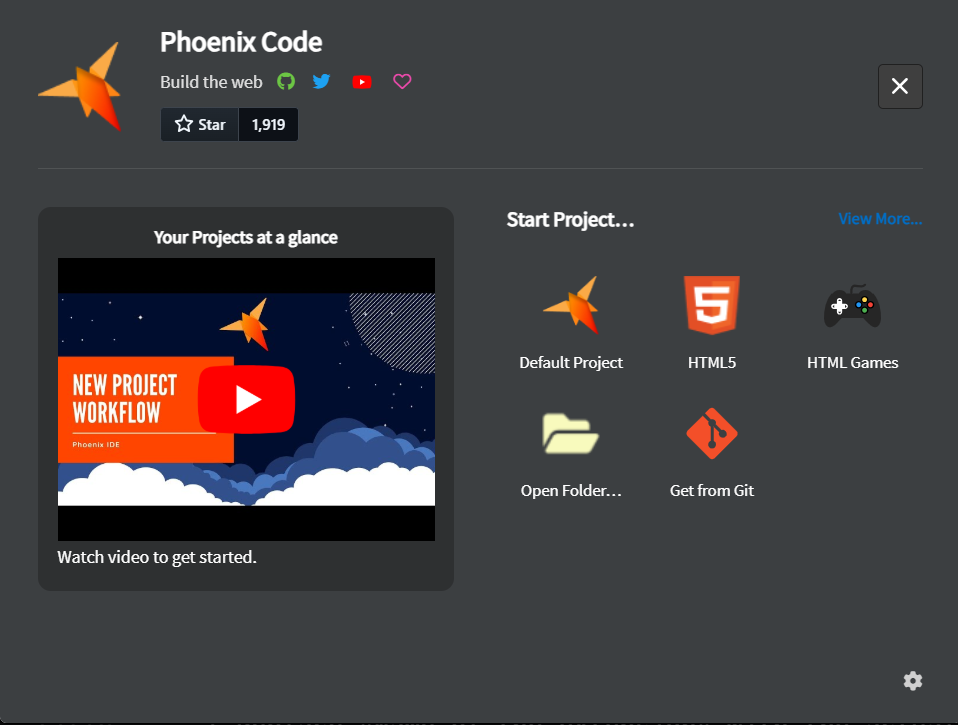 Phoenix Code
Build the web
Star 1,919
Your Projects at a glance
NEW PROJECT
WORKFLOW
Phoenix IDE
Watch video to get started.
Start Project…
View More...
Default Project
HTML5
HTML Games
Open Folder…
Get from Git